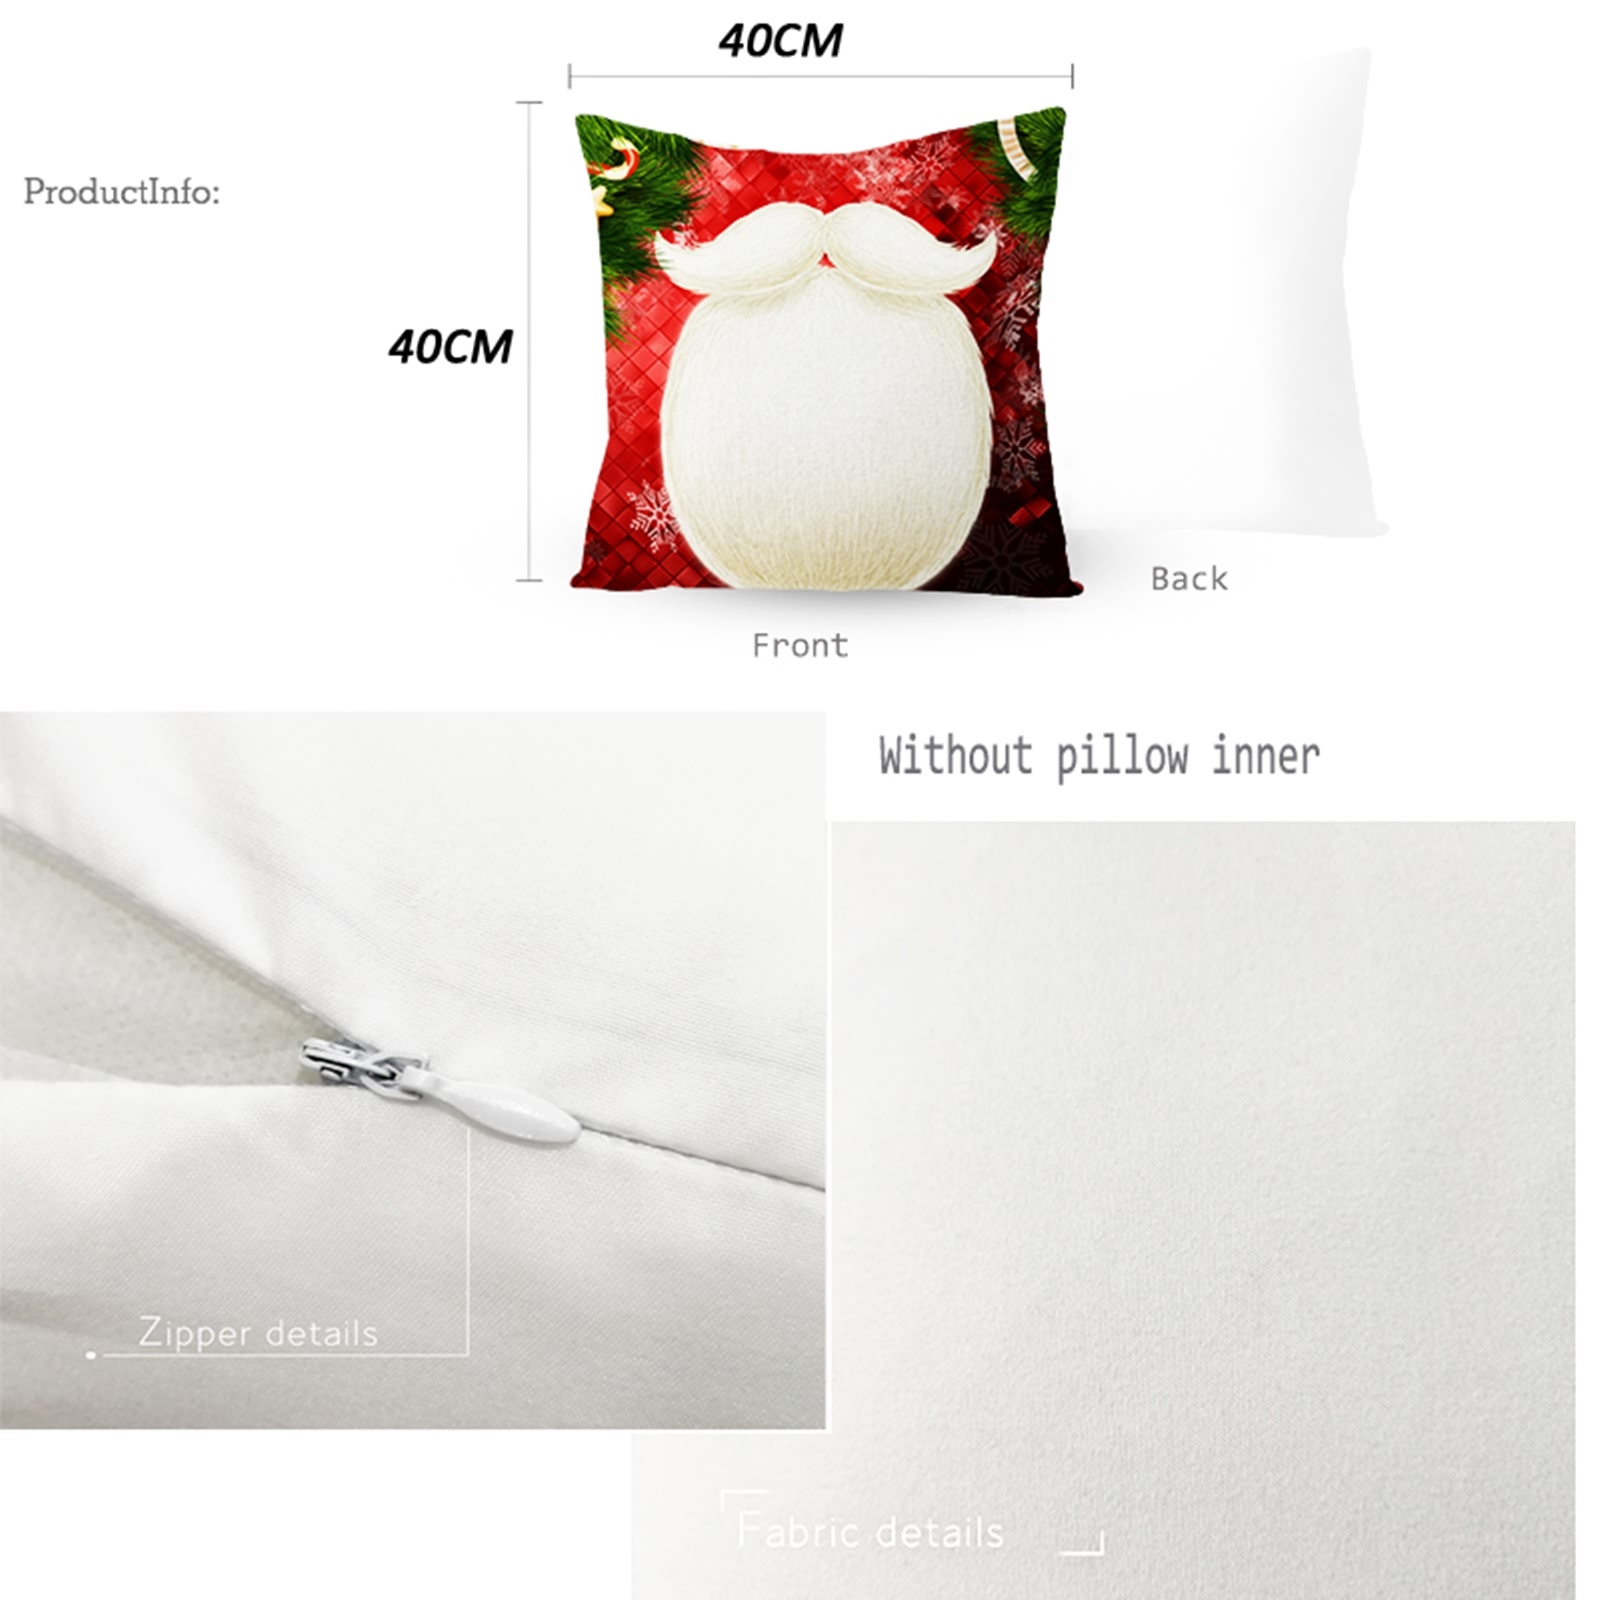 40CM
ProductInfo:
40CM
Back
Front
Without pillow inner
Zipper details
Fabric details